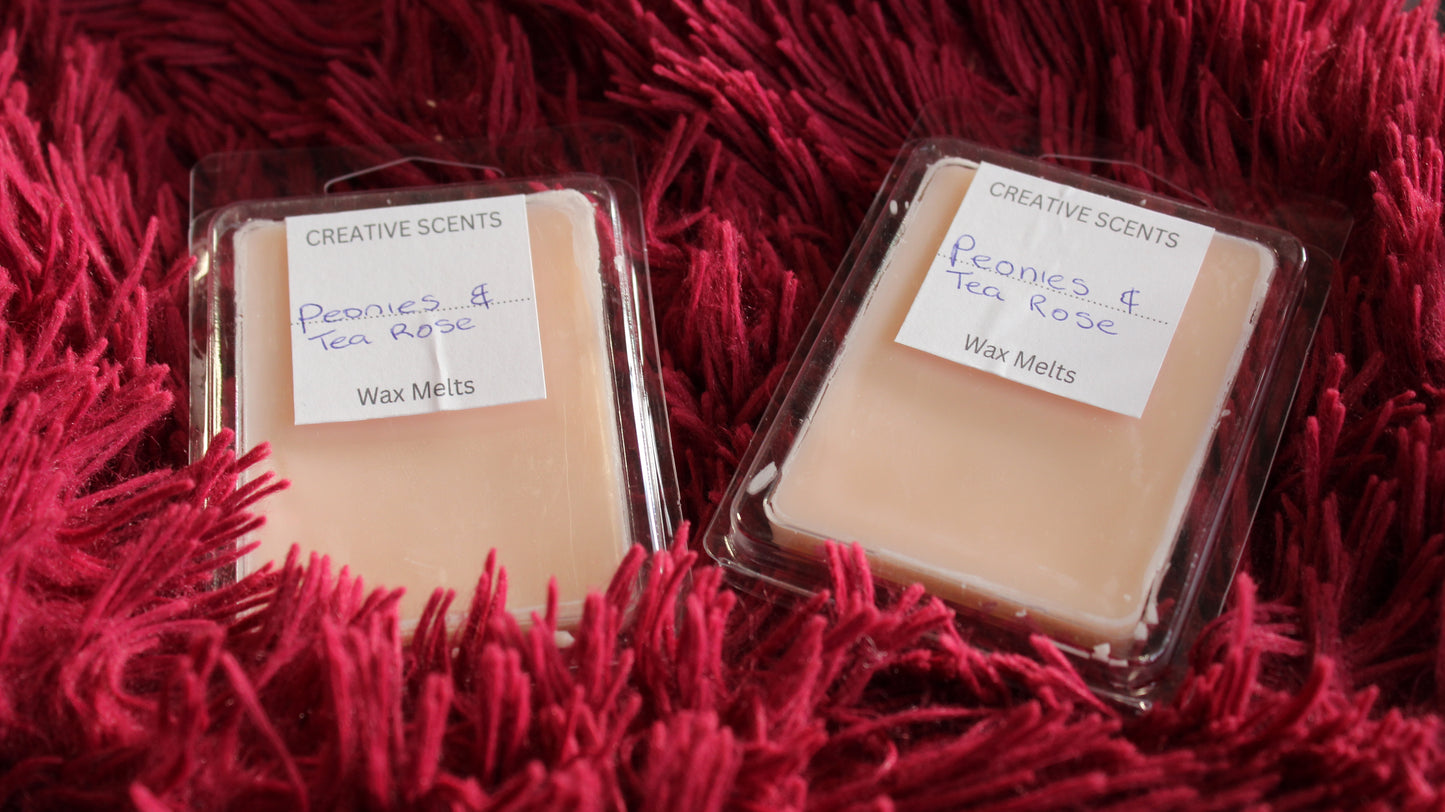 CREATIVE SCENTS
Peonies &
Tea Rose
Wax Melts
CREATIVE SCENTS
Peonies &
Tea Rose
Wax Melts